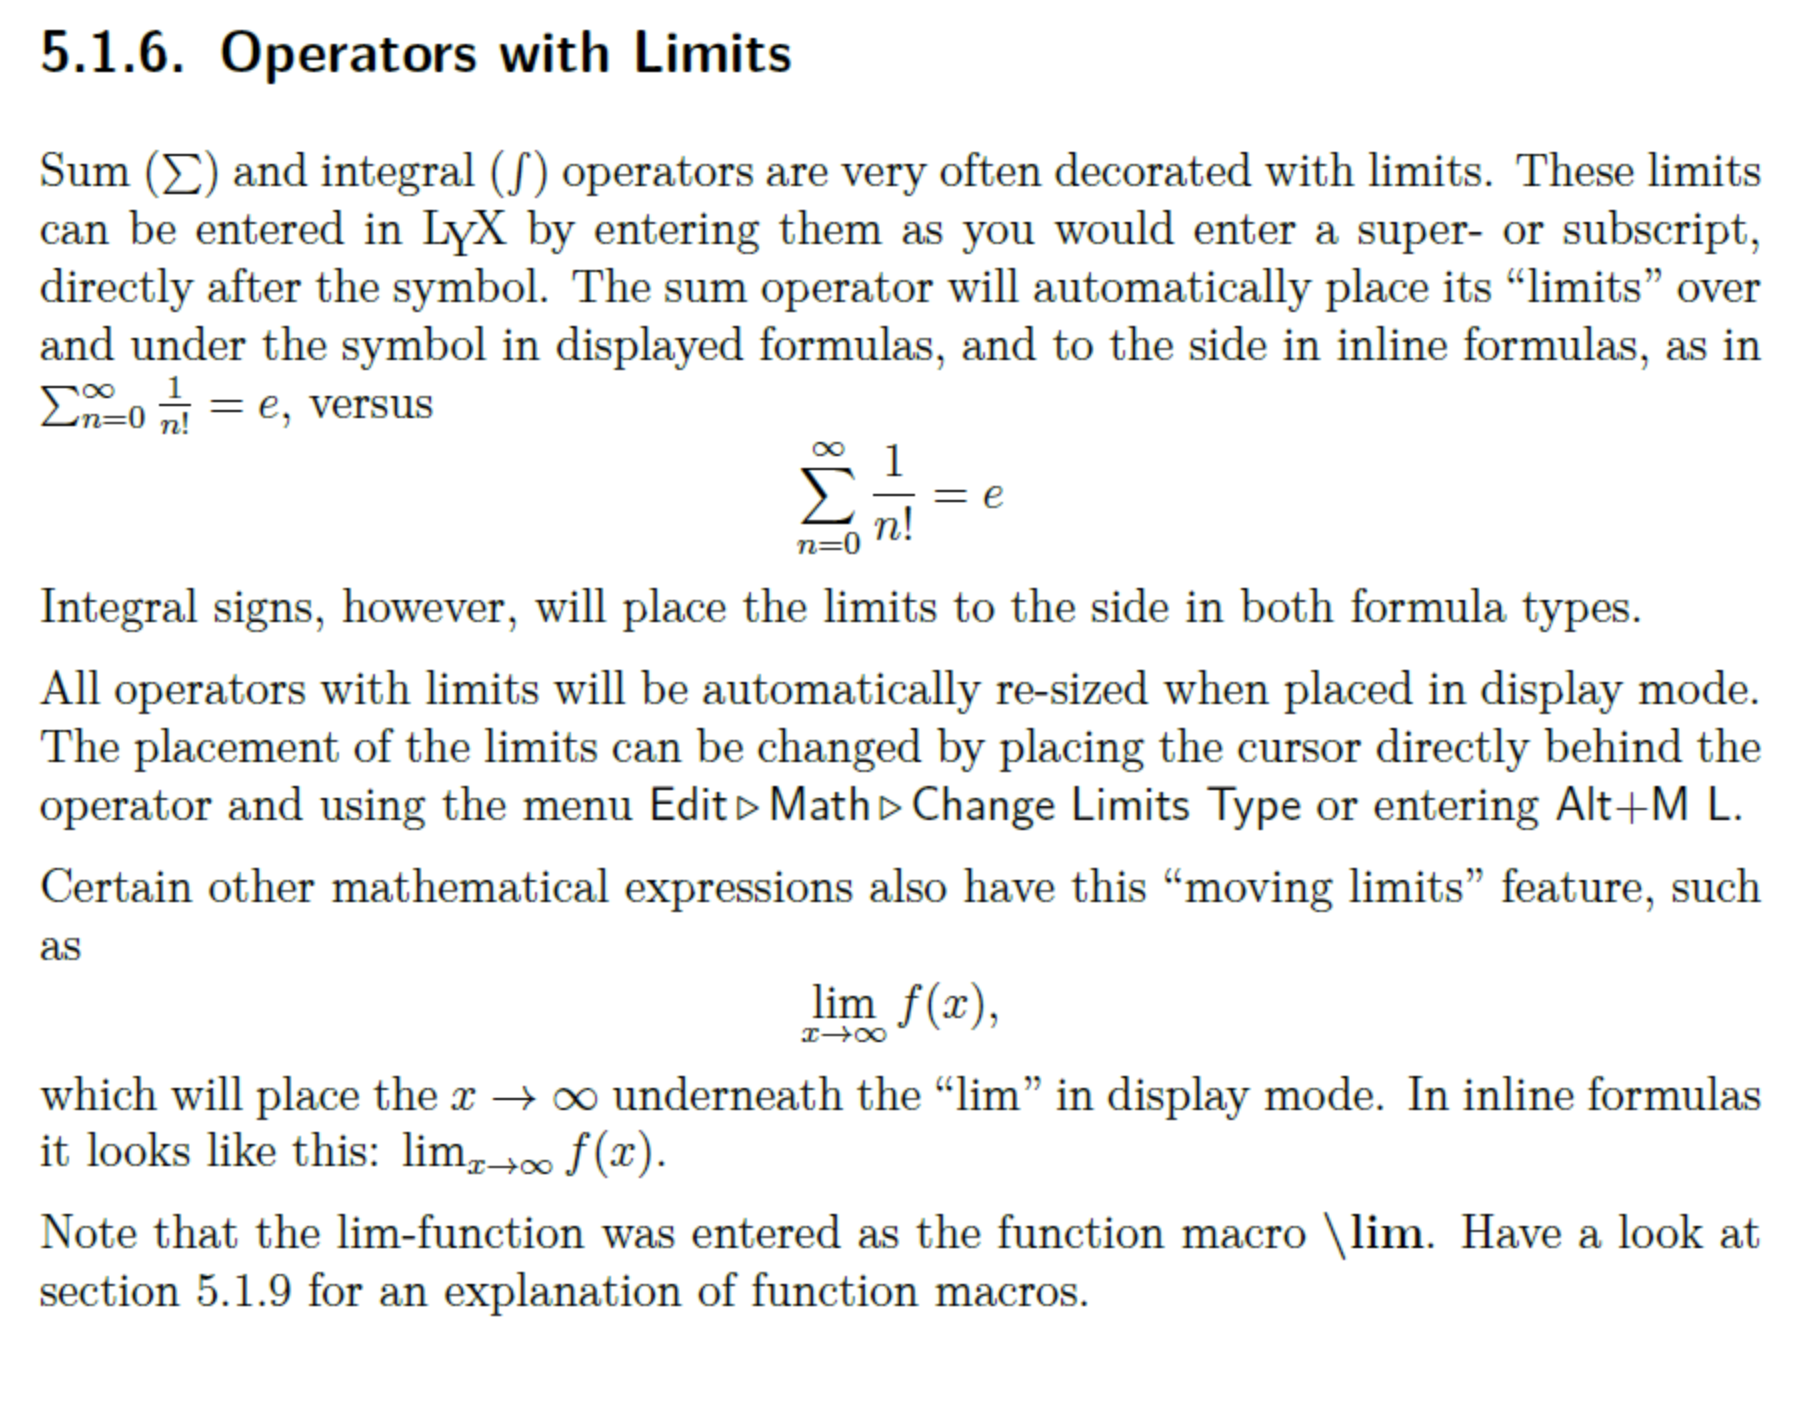 5.1.6. Operators with Limits
Sum (∑) and integral (∫) operators are very often decorated with limits. These limits
can be entered in LyX by entering them as you would enter a super- or subscript,
directly after the symbol. The sum operator will automatically place its “limits” over
and under the symbol in displayed formulas, and to the side in inline formulas, as in
$\sum_{n=0}^{\infty} \frac{1}{n!} = e$, versus
$$\sum_{n=0}^{\infty} \frac{1}{n!} = e$$
Integral signs, however, will place the limits to the side in both formula types.
All operators with limits will be automatically re-sized when placed in display mode.
The placement of the limits can be changed by placing the cursor directly behind the
operator and using the menu Edit ▷ Math ▷ Change Limits Type or entering Alt+M L.
Certain other mathematical expressions also have this “moving limits” feature, such
as
$$\lim_{x \to \infty} f(x),$$
which will place the $x \to \infty$ underneath the “lim” in display mode. In inline formulas
it looks like this: $\lim_{x \to \infty} f(x)$.
Note that the lim-function was entered as the function macro \lim. Have a look at
section 5.1.9 for an explanation of function macros.